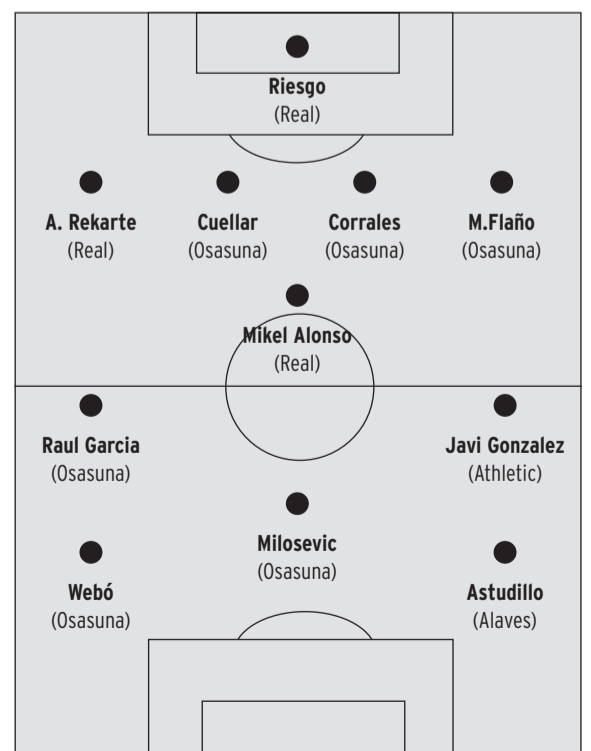 Riesgo
(Real)
A. Rekarte
(Real)
Cuellar
(Osasuna)
Corrales
(Osasuna)
M.Flaño
(Osasuna)
Mikel Alonso
(Real)
Raul Garcia
(Osasuna)
Javi Gonzalez
(Athletic)
Milosevic
(Osasuna)
Webó
(Osasuna)
Astudillo
(Alaves)